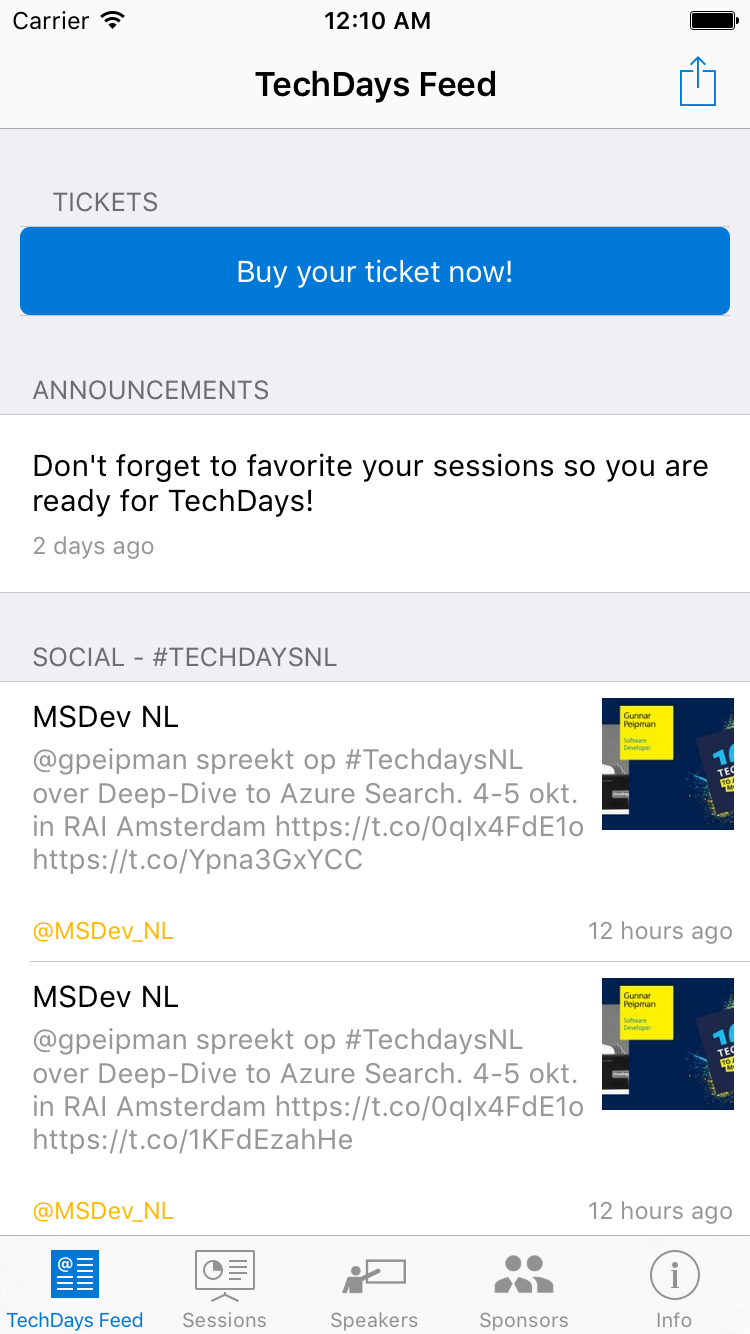 Carrier 12:10 AM
TechDays Feed
TICKETS
Buy your ticket now!
ANNOUNCEMENTS
Don't forget to favorite your sessions so you are
ready for TechDays!
2 days ago
SOCIAL - #TECHDAYSNL
MSDev NL
@gpeipman spreekt op #TechdaysNL
over Deep-Dive to Azure Search. 4-5 okt.
in RAI Amsterdam https://t.co/0qIx4FdE1o
https://t.co/Ypna3GxYCC
Gunnar
Peipman
Software
Developer
@MSDev_NL 12 hours ago
MSDev NL
@gpeipman spreekt op #TechdaysNL
over Deep-Dive to Azure Search. 4-5 okt.
in RAI Amsterdam https://t.co/0qIx4FdE1o
https://t.co/1KFdEzahHe
Gunnar
Peipman
Software
Developer
@MSDev_NL 12 hours ago
TechDays Feed Sessions Speakers Sponsors Info